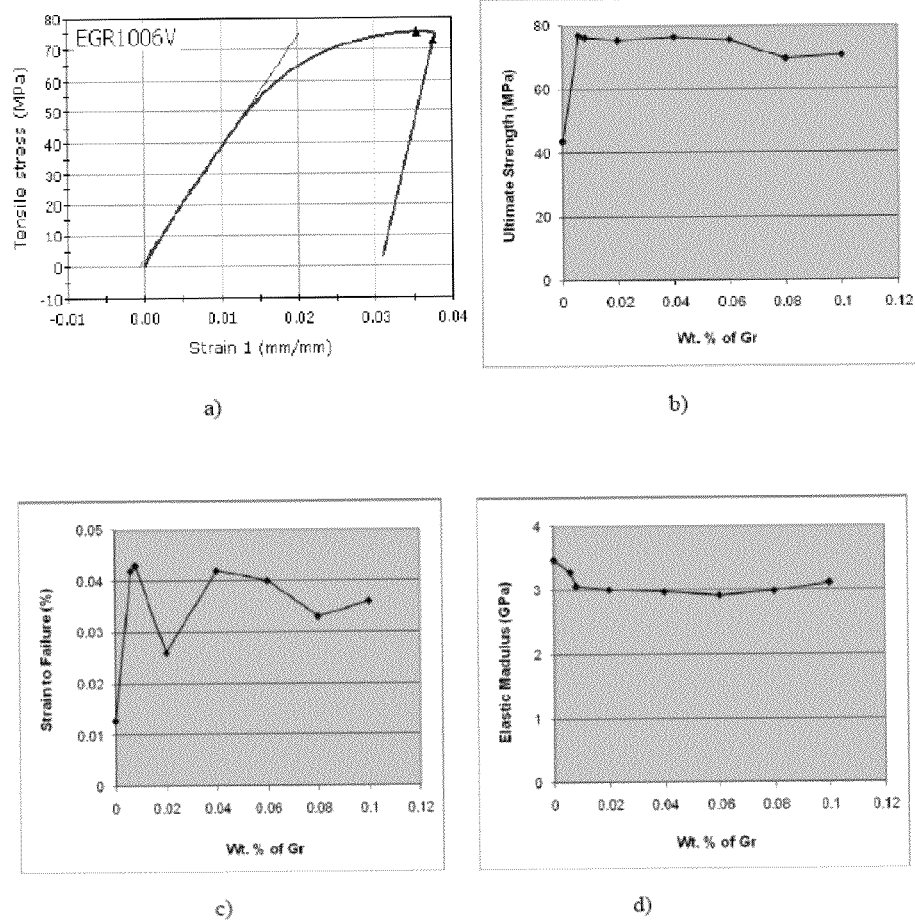 EGR1006V
Tensile stress (MPa)
80
70
60
50
40
30
20
10
0
-10
-0.01 0.00 0.01 0.02 0.03 0.04
Strain 1 (mm/mm)
a)
Ultimate Strength (MPa)
80
60
40
20
0
0 0.02 0.04 0.06 0.08 0.1 0.12
Wt. % of Gr
b)
Strain to Failure (%)
0.05
0.04
0.03
0.02
0.01
0
0 0.02 0.04 0.06 0.08 0.1 0.12
Wt. % of Gr
c)
Elastic Madulus (GPa)
4
3
2
1
0
0 0.02 0.04 0.06 0.08 0.1 0.12
Wt. % of Gr
d)